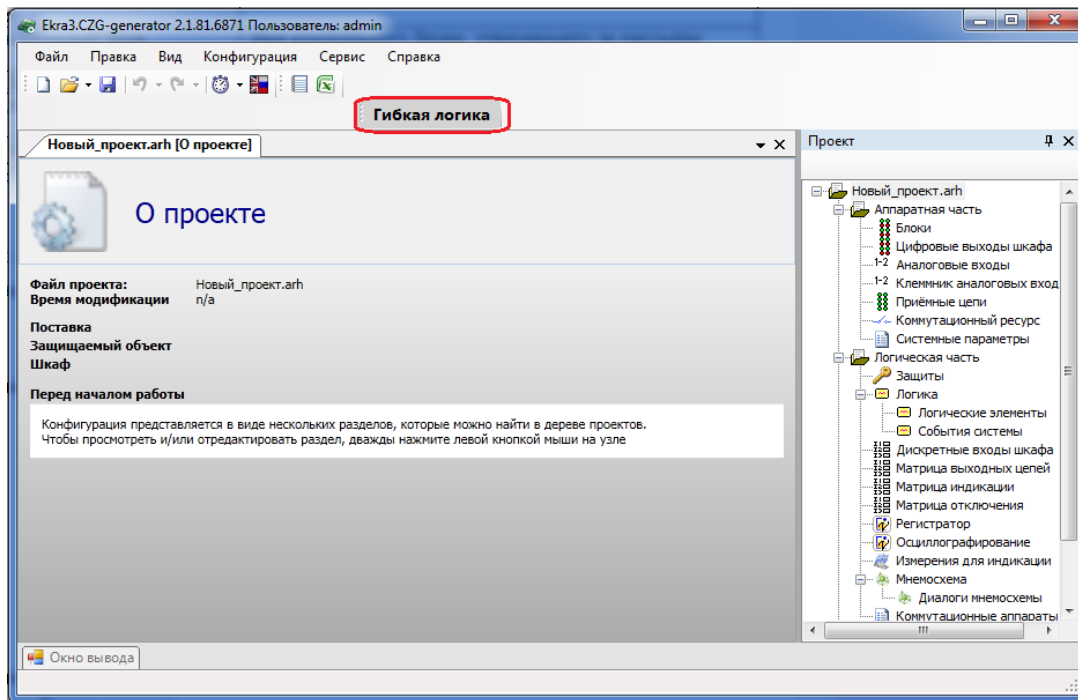 Ekra3.CZG-generator 2.1.81.6871 Пользователь: admin
Файл Правка Вид Конфигурация Сервис Справка
Гибкая логика
Новый_проект.arh [О проекте]
О проекте
Файл проекта: Новый_проект.arh
Время модификации n/a
Поставка
Защищаемый объект
Шкаф
Перед началом работы
Конфигурация представляется в виде нескольких разделов, которые можно найти в дереве проектов.
Чтобы просмотреть и/или отредактировать раздел, дважды нажмите левой кнопкой мыши на узле
Проект
Новый_проект.arh
Аппаратная часть
Блоки
Цифровые выходы шкафа
1-2 Аналоговые входы
1-2 Клеммник аналоговых вход
Приёмные цепи
Коммутационный ресурс
Системные параметры
Логическая часть
Защиты
Логика
Логические элементы
События системы
Дискретные входы шкафа
Матрица выходных цепей
Матрица индикации
Матрица отключения
Регистратор
Осциллографирование
Измерения для индикации
Мнемосхема
Диалоги мнемосхемы
Коммутационные аппараты
Окно вывода